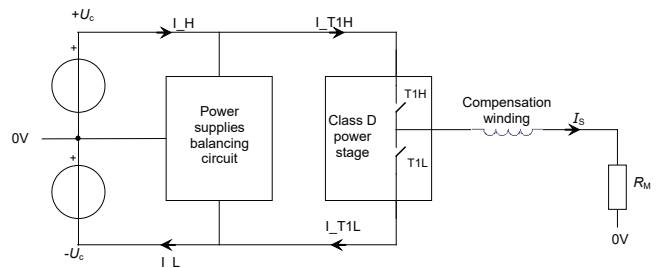 +Uc
I_H
I_T1H
+
Power
supplies
balancing
circuit
Class D
power
stage
T1H
T1L
Compensation
winding
IS
0V
+
RM
0V
-Uc
I_L
I_T1L